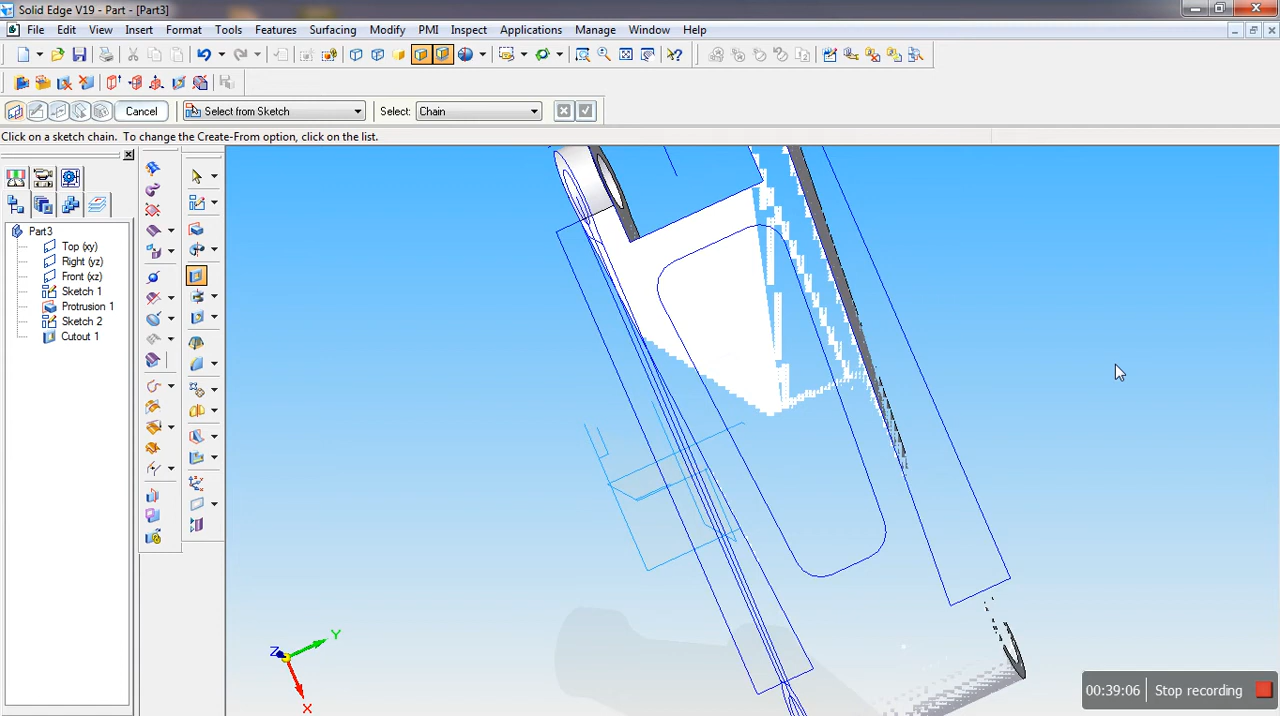 Solid Edge V19 - Part - [Part3]
File Edit View Insert Format Tools Features Surfacing Modify PMI Inspect Applications Manage Window Help
Cancel Select from Sketch Select: Chain
Click on a sketch chain. To change the Create-From option, click on the list.
Part3
Top (xy)
Right (yz)
Front (xz)
Sketch 1
Protrusion 1
Sketch 2
Cutout 1
Y
Z
X
00:39:06 Stop recording